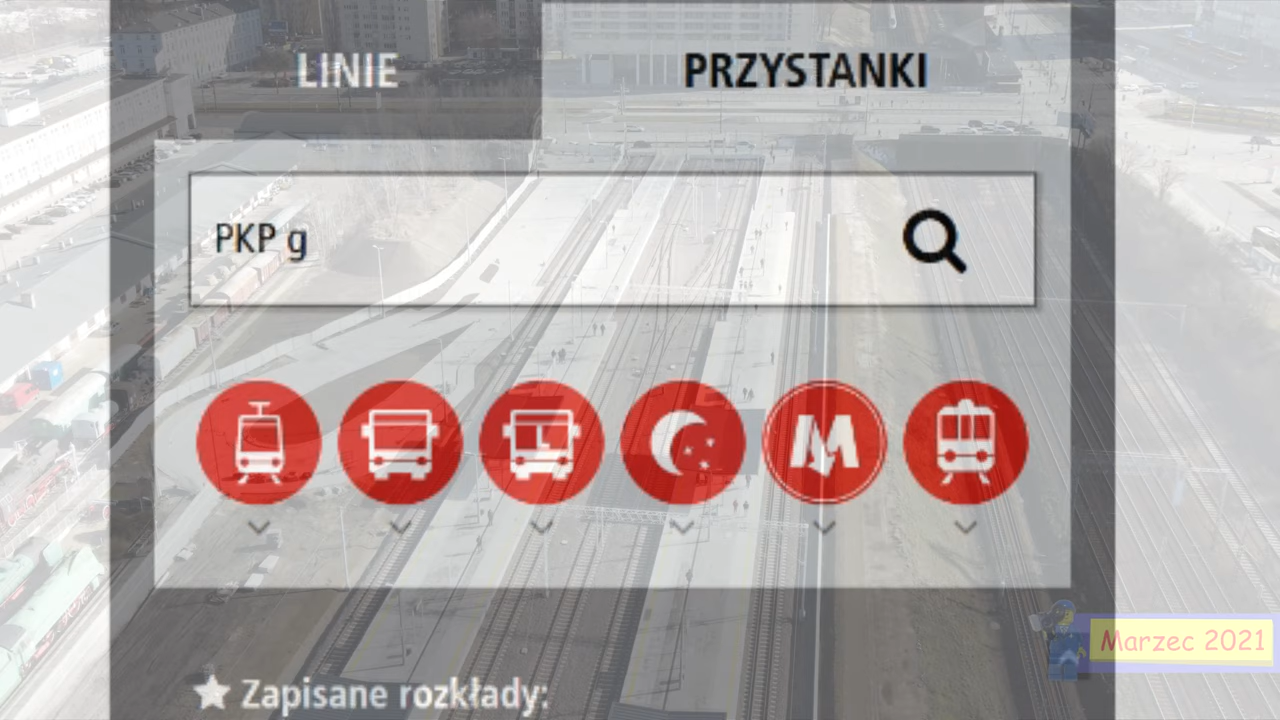 LINIE
PRZYSTANKI
PKP g
M
Marzec 2021
Zapisane rozkłady: